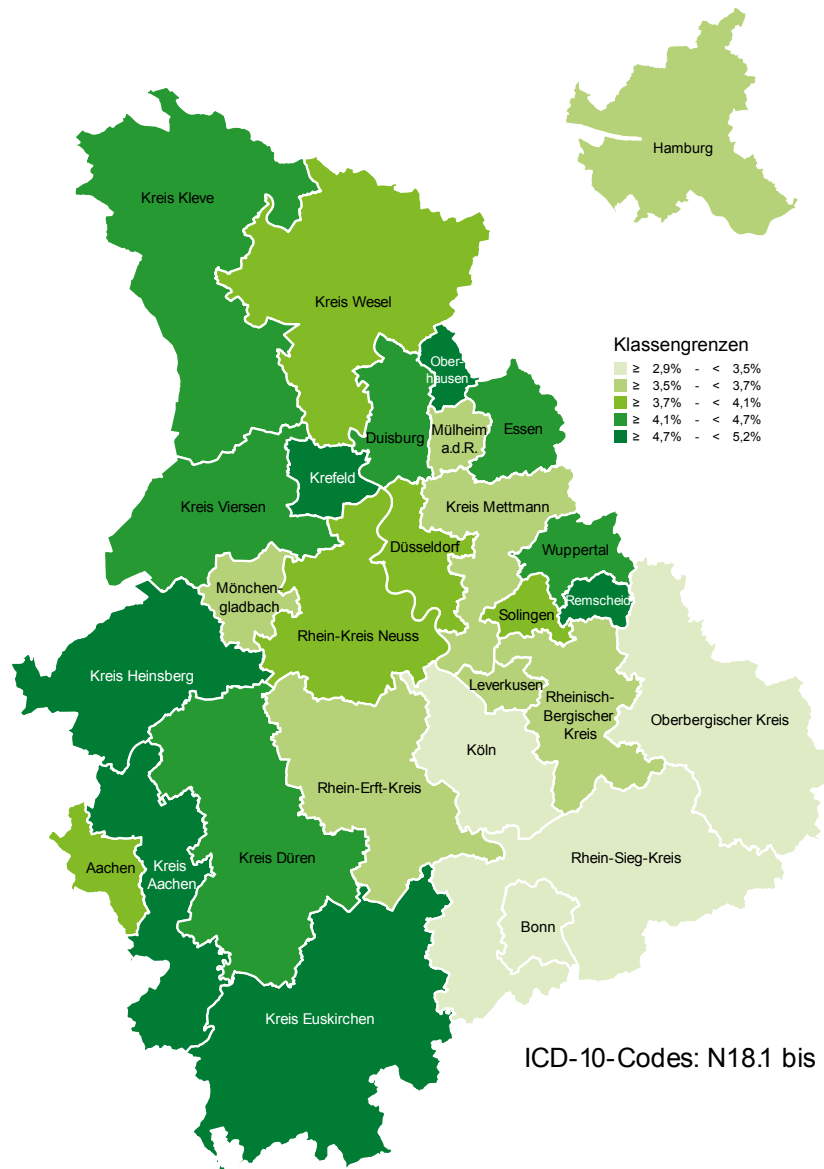 Hamburg
Kreis Kleve
Kreis Wesel
Klassengrenzen
≥ 2,9% - < 3,5%
≥ 3,5% - < 3,7%
≥ 3,7% - < 4,1%
≥ 4,1% - < 4,7%
≥ 4,7% - < 5,2%
Ober-
hausen
Duisburg
Mülheim
a.d.R.
Essen
Krefeld
Kreis Viersen
Kreis Mettmann
Düsseldorf
Wuppertal
Mönchen-
gladbach
Remscheid
Solingen
Rhein-Kreis Neuss
Kreis Heinsberg
Leverkusen
Rheinisch-
Bergischer
Kreis
Oberbergischer Kreis
Köln
Rhein-Erft-Kreis
Aachen
Kreis
Aachen
Kreis Düren
Rhein-Sieg-Kreis
Bonn
Kreis Euskirchen
ICD-10-Codes: N18.1 bis